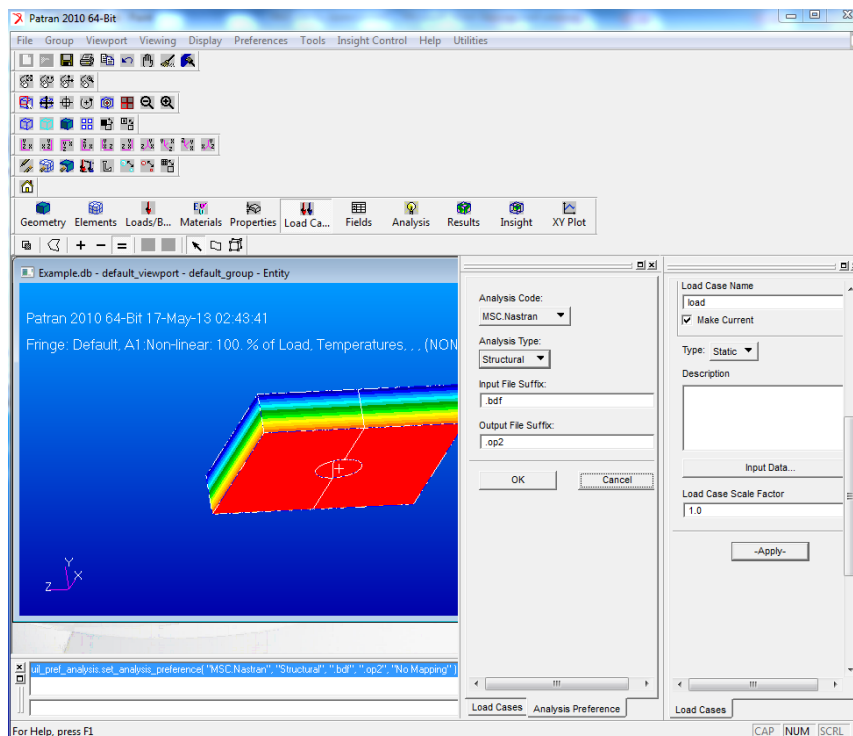 Patran 2010 64-Bit
File Group Viewport Viewing Display Preferences Tools Insight Control Help Utilities
Geometry Elements Loads/B... Materials Properties Load Ca... Fields Analysis Results Insight XY Plot
Example.db - default_viewport - default_group - Entity
Patran 2010 64-Bit 17-May-13 02:43:41
Fringe: Default, A1:Non-linear: 100. % of Load, Temperatures, , , (NON
Y
X
Z
Analysis Code:
MSC.Nastran
Analysis Type:
Structural
Input File Suffix:
.bdf
Output File Suffix:
.op2
OK Cancel
Load Cases Analysis Preference
Load Case Name
load
Make Current
Type: Static
Description
Input Data...
Load Case Scale Factor
1.0
-Apply-
Load Cases
uil_pref_analysis.set_analysis_preference( "MSC.Nastran", "Structural", ".bdf", ".op2", "No Mapping" )
For Help, press F1
CAP NUM SCRL